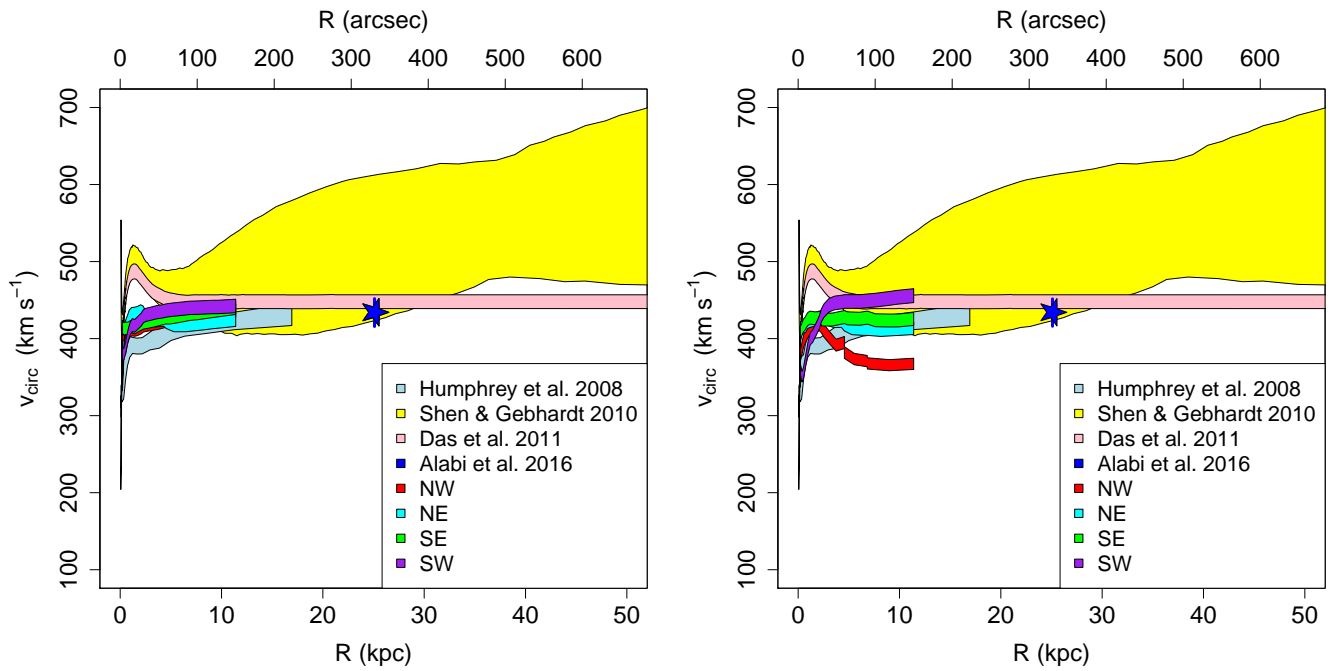 R (arcsec)
0 100 200 300 400 500 600
700
600
500
400
300
200
100
v_circ (km s⁻¹)
Humphrey et al. 2008
Shen & Gebhardt 2010
Das et al. 2011
Alabi et al. 2016
NW
NE
SE
SW
0 10 20 30 40 50
R (kpc)
R (arcsec)
0 100 200 300 400 500 600
700
600
500
400
300
200
100
v_circ (km s⁻¹)
Humphrey et al. 2008
Shen & Gebhardt 2010
Das et al. 2011
Alabi et al. 2016
NW
NE
SE
SW
0 10 20 30 40 50
R (kpc)